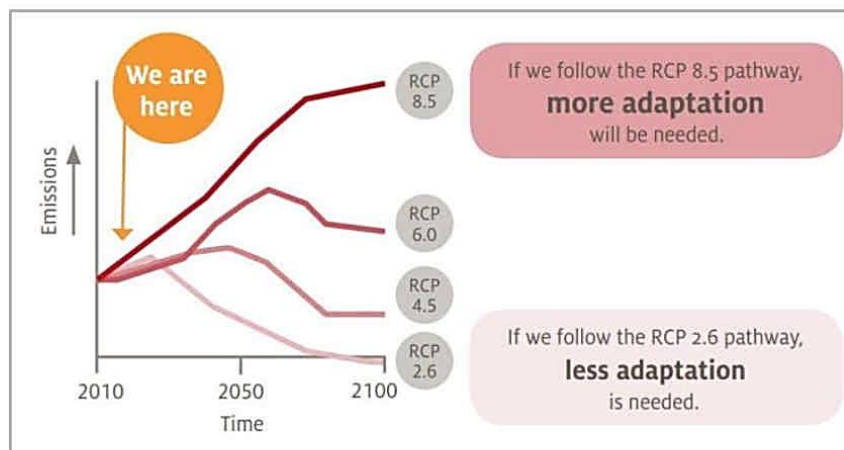 We are
here
Emissions
2010
2050
2100
Time
RCP
8.5
RCP
6.0
RCP
4.5
RCP
2.6
If we follow the RCP 8.5 pathway,
more adaptation
will be needed.
If we follow the RCP 2.6 pathway,
less adaptation
is needed.